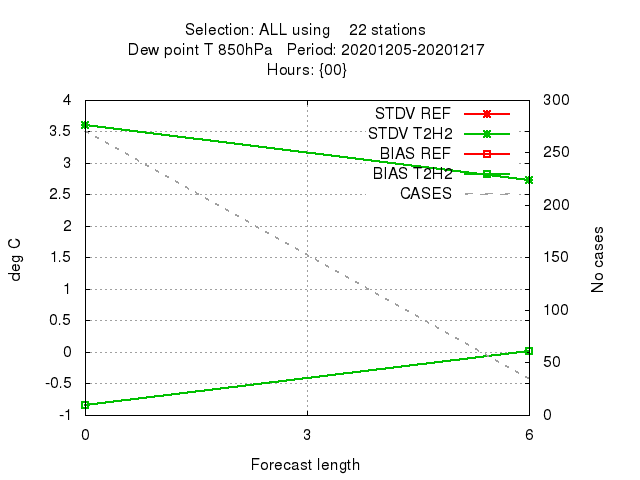 Selection: ALL using 22 stations
Dew point T 850hPa Period: 20201205-20201217
Hours: {00}
4
3.5
3
2.5
2
1.5
1
0.5
0
-0.5
-1
deg C
STDV REF
STDV T2H2
BIAS REF
BIAS T2H2
CASES
300
250
200
150
100
50
0
No cases
0 3 6
Forecast length